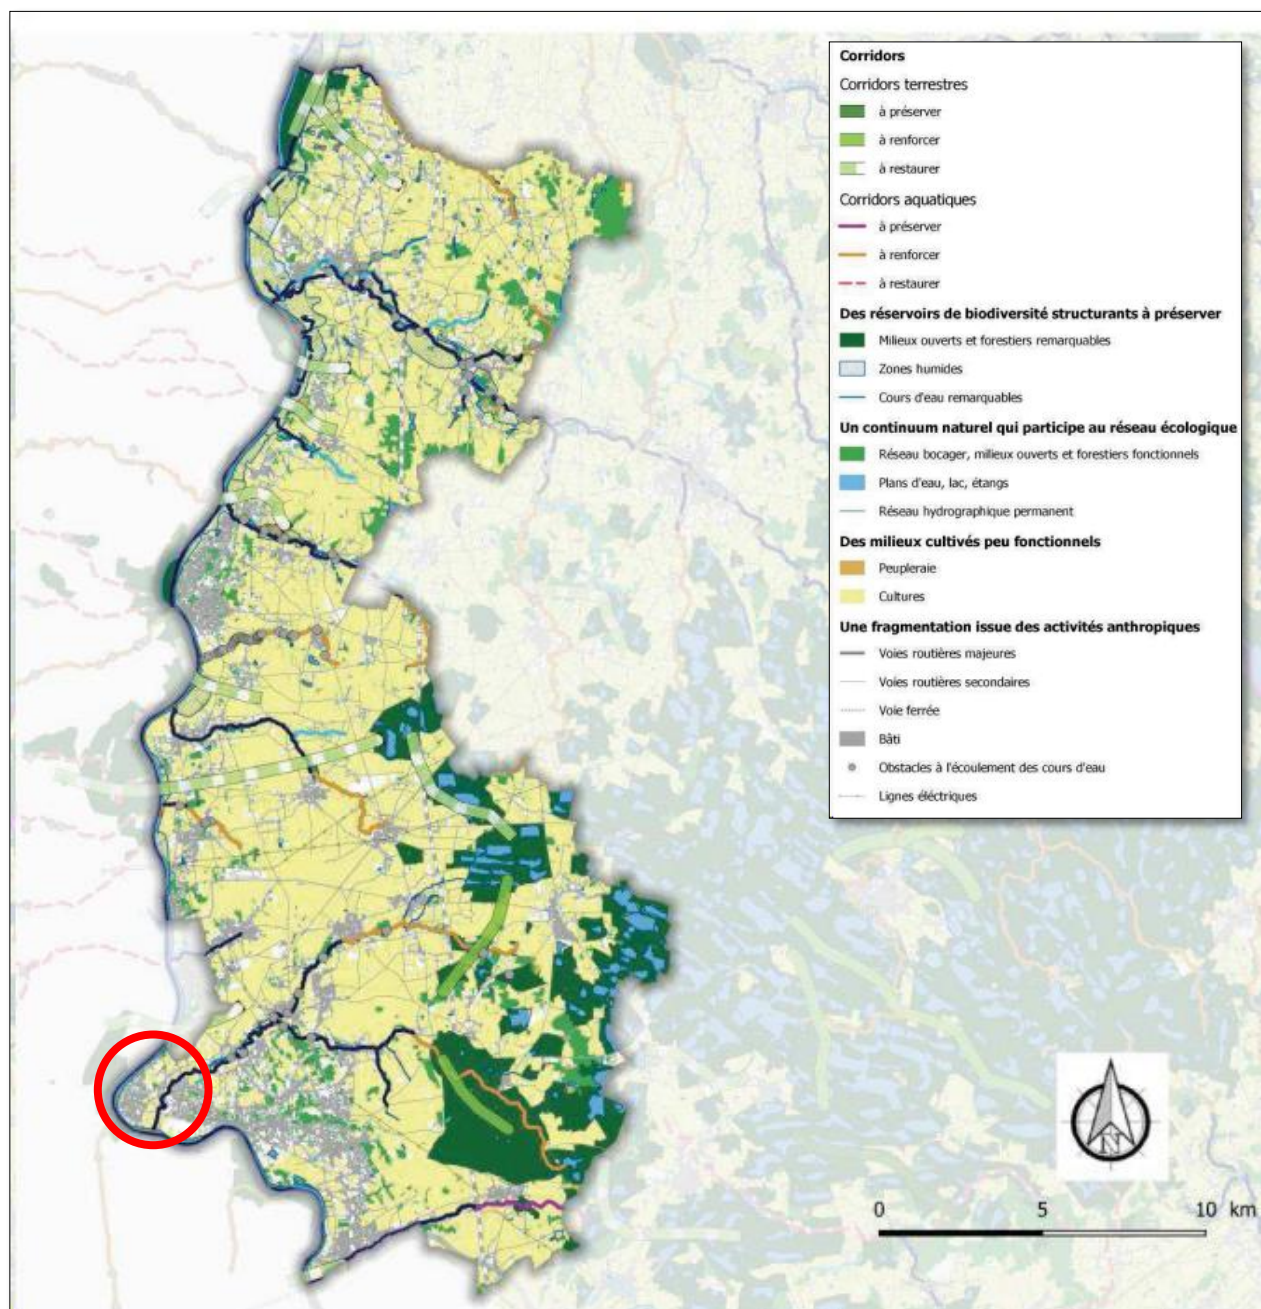 Corridors
Corridors terrestres
à préserver
à renforcer
à restaurer
Corridors aquatiques
à préserver
à renforcer
à restaurer
Des réservoirs de biodiversité structurants à préserver
Milieux ouverts et forestiers remarquables
Zones humides
Cours d'eau remarquables
Un continuum naturel qui participe au réseau écologique
Réseau bocager, milieux ouverts et forestiers fonctionnels
Plans d'eau, lac, étangs
Réseau hydrographique permanent
Des milieux cultivés peu fonctionnels
Peupleraie
Cultures
Une fragmentation issue des activités anthropiques
Voies routières majeures
Voies routières secondaires
Voie ferrée
Bâti
Obstacles à l'écoulement des cours d'eau
Lignes éléctriques
N
0 5 10 km